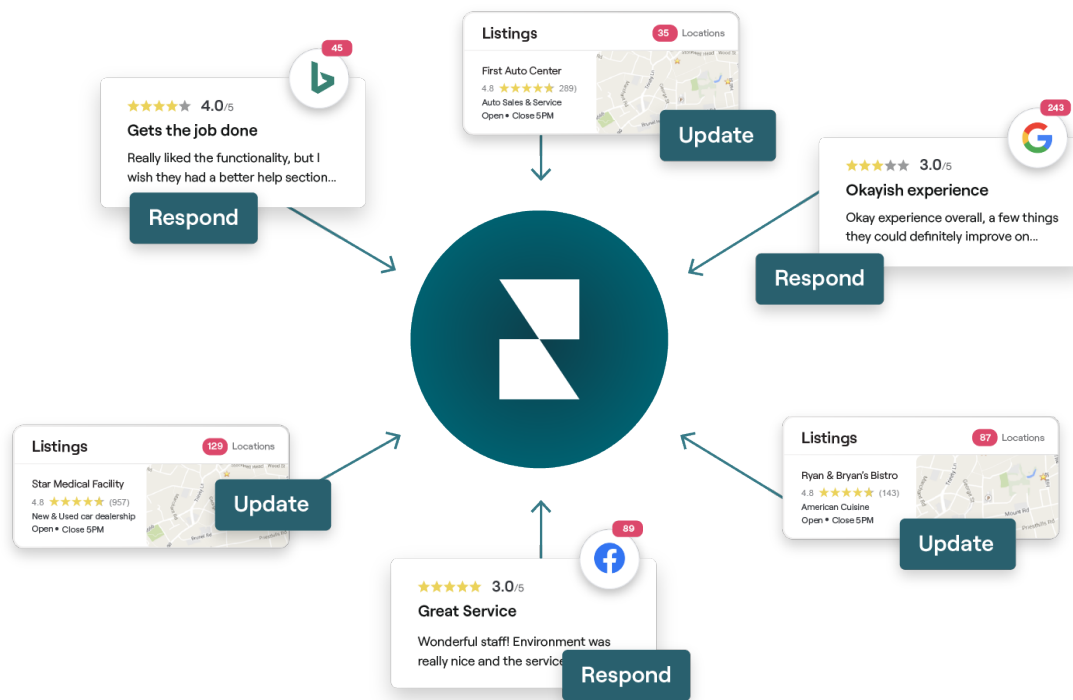 Listings
35 Locations
First Auto Center
4.8 289)
Auto Sales & Service
Open • Close 5PM
Update
45
4.0/5
Gets the job done
Really liked the functionality, but I
wish they had a better help section...
Respond
243
3.0/5
Okayish experience
Okay experience overall, a few things
they could definitely improve on...
Respond
Listings
129 Locations
Star Medical Facility
4.8 (957)
New & Used car dealership
Open • Close 5PM
Update
Listings
87 Locations
Ryan & Bryan's Bistro
4.8 (143)
American Cuisine
Open • Close 5PM
Mount Rd
Update
89
3.0/5
Great Service
Wonderful staff! Environment was
really nice and the service
Respond